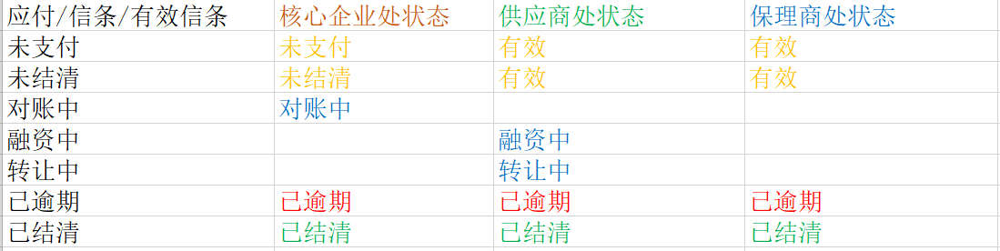 应付/信条/有效信条 核心企业处状态 供应商处状态 保理商处状态
未支付 未支付 有效 有效
未结清 未结清 有效 有效
对账中 对账中
融资中 融资中
转让中 转让中
已逾期 已逾期 已逾期 已逾期
已结清 已结清 已结清 已结清